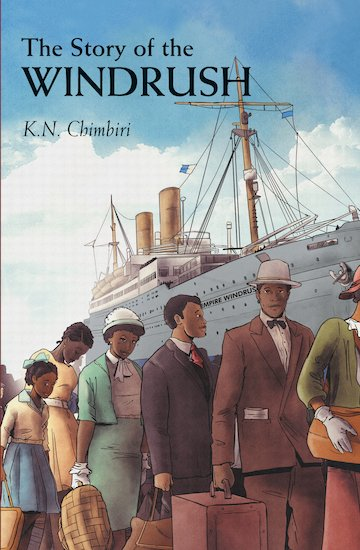 The Story of the
WINDRUSH
K.N. Chimbiri
EMPIRE WINDRUSH